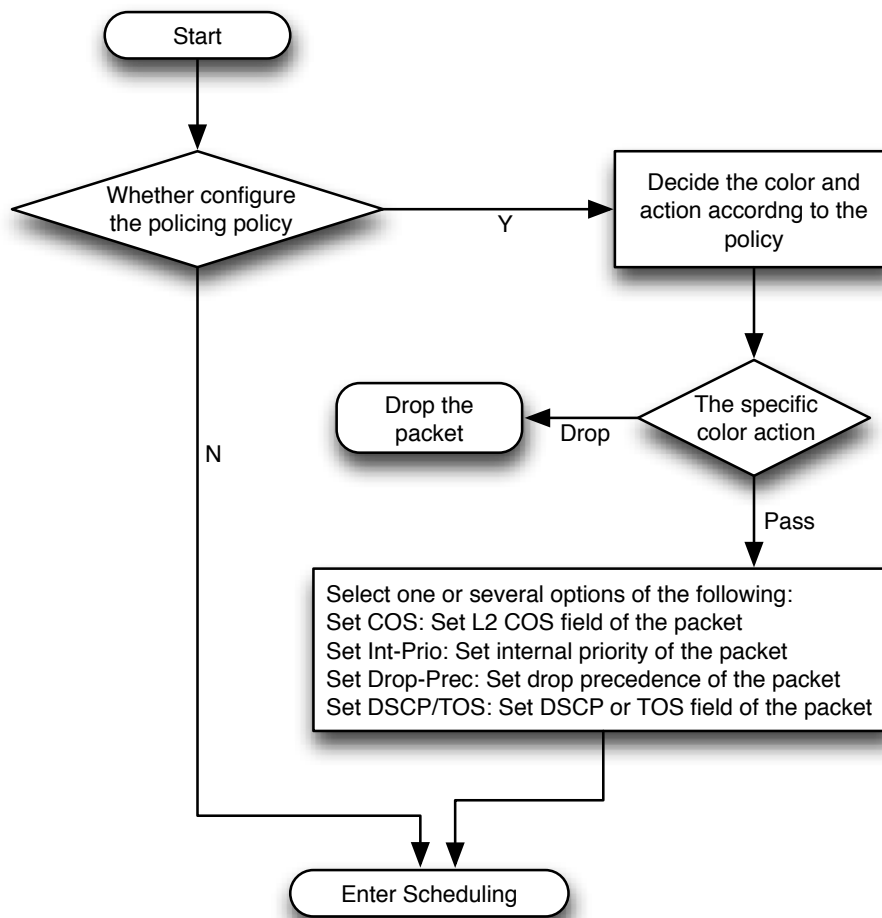 Start
Whether configure
the policing policy
Y
Decide the color and
action accordng to the
policy
The specific
color action
Drop
Drop the
packet
N
Pass
Select one or several options of the following:
Set COS: Set L2 COS field of the packet
Set Int-Prio: Set internal priority of the packet
Set Drop-Prec: Set drop precedence of the packet
Set DSCP/TOS: Set DSCP or TOS field of the packet
Enter Scheduling